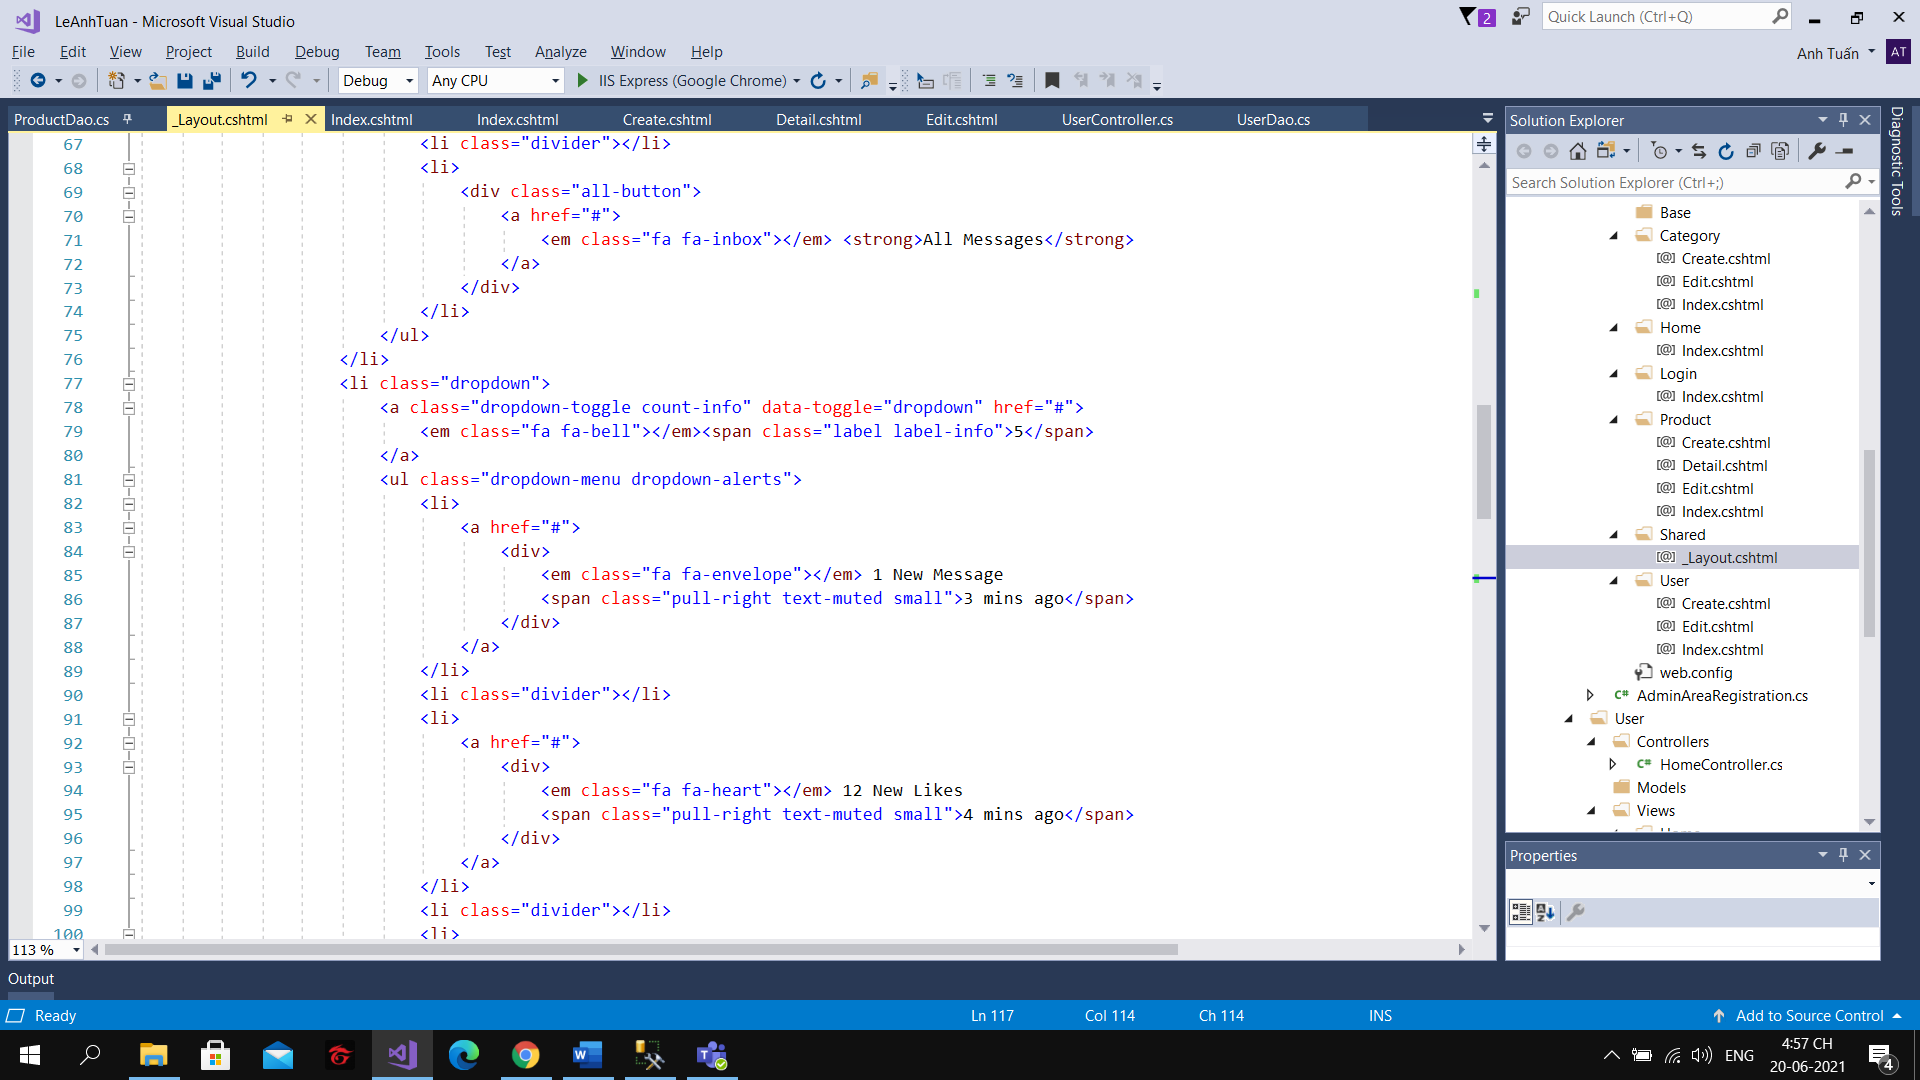 LeAnhTuan - Microsoft Visual Studio
2
Quick Launch (Ctrl+Q)
File Edit View Project Build Debug Team Tools Test Analyze Window Help
Anh Tuấn AT
Debug Any CPU IIS Express (Google Chrome)
ProductDao.cs _Layout.cshtml Index.cshtml Index.cshtml Create.cshtml Detail.cshtml Edit.cshtml UserController.cs UserDao.cs
67 <li class="divider"></li>
68 <li>
69 <div class="all-button">
70 <a href="#">
71 <em class="fa fa-inbox"></em> <strong>All Messages</strong>
72 </a>
73 </div>
74 </li>
75 </ul>
76 </li>
77 <li class="dropdown">
78 <a class="dropdown-toggle count-info" data-toggle="dropdown" href="#">
79 <em class="fa fa-bell"></em><span class="label label-info">5</span>
80 </a>
81 <ul class="dropdown-menu dropdown-alerts">
82 <li>
83 <a href="#">
84 <div>
85 <em class="fa fa-envelope"></em> 1 New Message
86 <span class="pull-right text-muted small">3 mins ago</span>
87 </div>
88 </a>
89 </li>
90 <li class="divider"></li>
91 <li>
92 <a href="#">
93 <div>
94 <em class="fa fa-heart"></em> 12 New Likes
95 <span class="pull-right text-muted small">4 mins ago</span>
96 </div>
97 </a>
98 </li>
99 <li class="divider"></li>
100 <li>
113 %
Solution Explorer
Search Solution Explorer (Ctrl+;)
Base
Category
Create.cshtml
Edit.cshtml
Index.cshtml
Home
Index.cshtml
Login
Index.cshtml
Product
Create.cshtml
Detail.cshtml
Edit.cshtml
Index.cshtml
Shared
_Layout.cshtml
User
Create.cshtml
Edit.cshtml
Index.cshtml
web.config
C# AdminAreaRegistration.cs
User
Controllers
C# HomeController.cs
Models
Views
Properties
Diagnostic Tools
Output
Ready Ln 117 Col 114 Ch 114 INS Add to Source Control
ENG
4:57 CH
20-06-2021
4